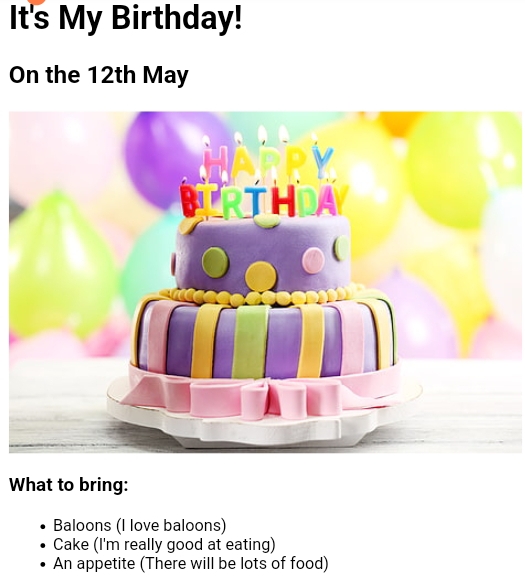 It's My Birthday!
On the 12th May
HAPPY
BIRTHDAY
What to bring:
Baloons (I love baloons)
Cake (I'm really good at eating)
An appetite (There will be lots of food)